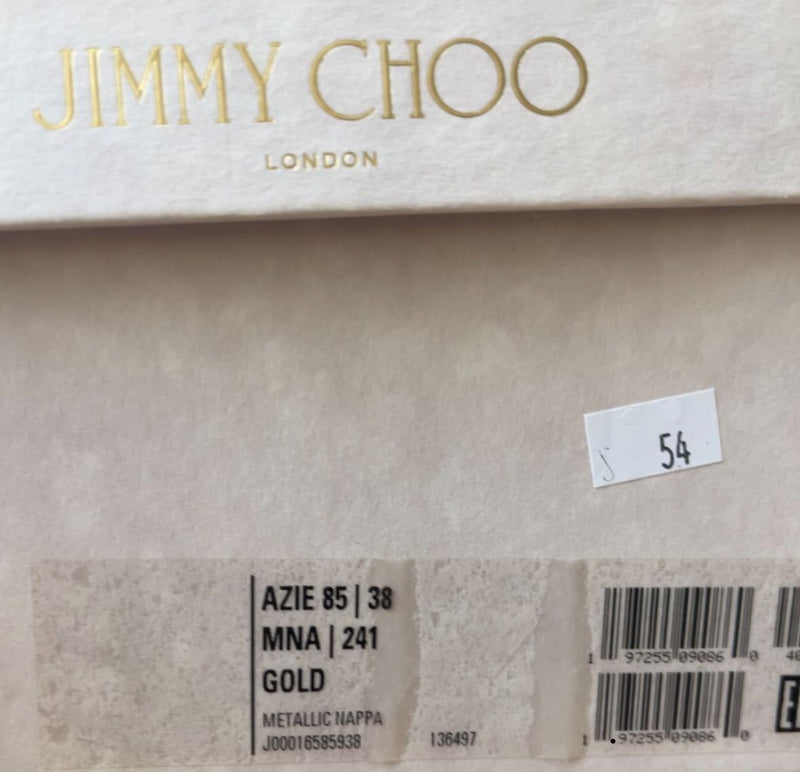 JIMMY CHOO
LONDON
j 54
AZIE 85 | 38
MNA | 241
GOLD
METALLIC NAPPA
J00016585938 136497
1 97255 09086 0
40
1 97255 09086 0